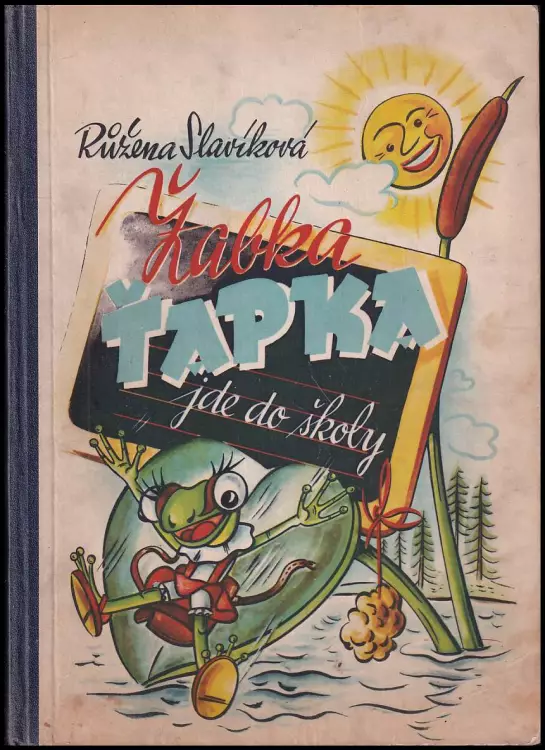 Růžena Slavíková
Žabka
ŤAPKA
jde do školy